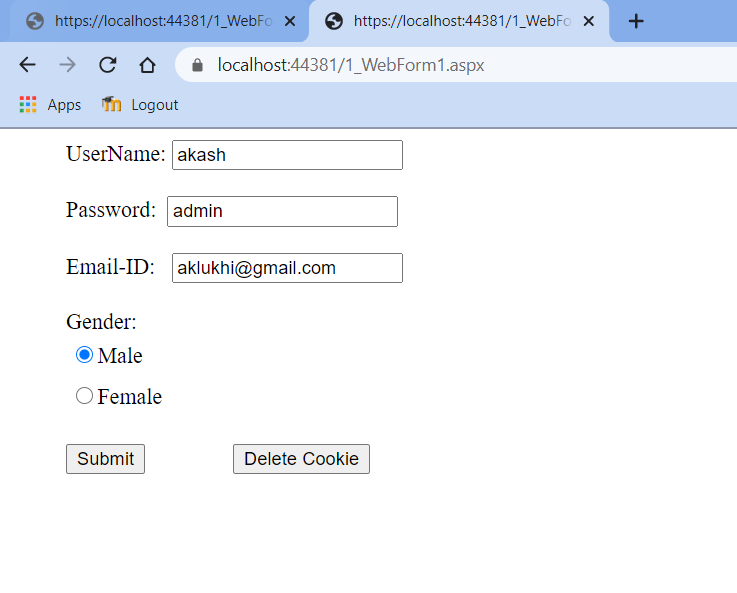 https://localhost:44381/1_WebFo https://localhost:44381/1_WebFo
localhost:44381/1_WebForm1.aspx
Apps Logout
UserName: akash
Password: admin
Email-ID: aklukhi@gmail.com
Gender:
Male
Female
Submit Delete Cookie